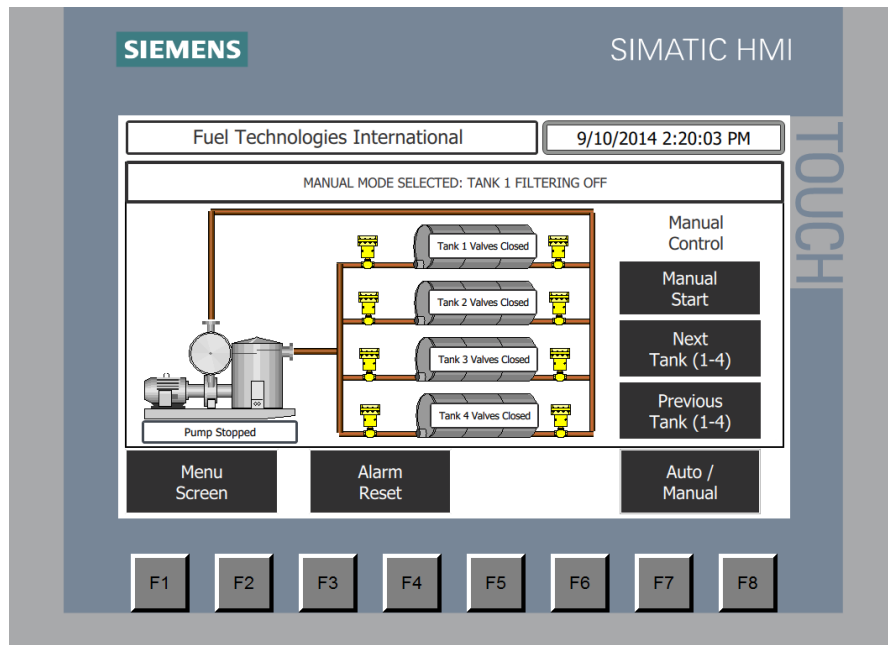 SIEMENS
SIMATIC HMI
TOUCH
Fuel Technologies International
9/10/2014 2:20:03 PM
MANUAL MODE SELECTED: TANK 1 FILTERING OFF
Tank 1 Valves Closed
Tank 2 Valves Closed
Tank 3 Valves Closed
Tank 4 Valves Closed
Pump Stopped
Manual
Control
Manual
Start
Next
Tank (1-4)
Previous
Tank (1-4)
Menu
Screen
Alarm
Reset
Auto /
Manual
F1
F2
F3
F4
F5
F6
F7
F8